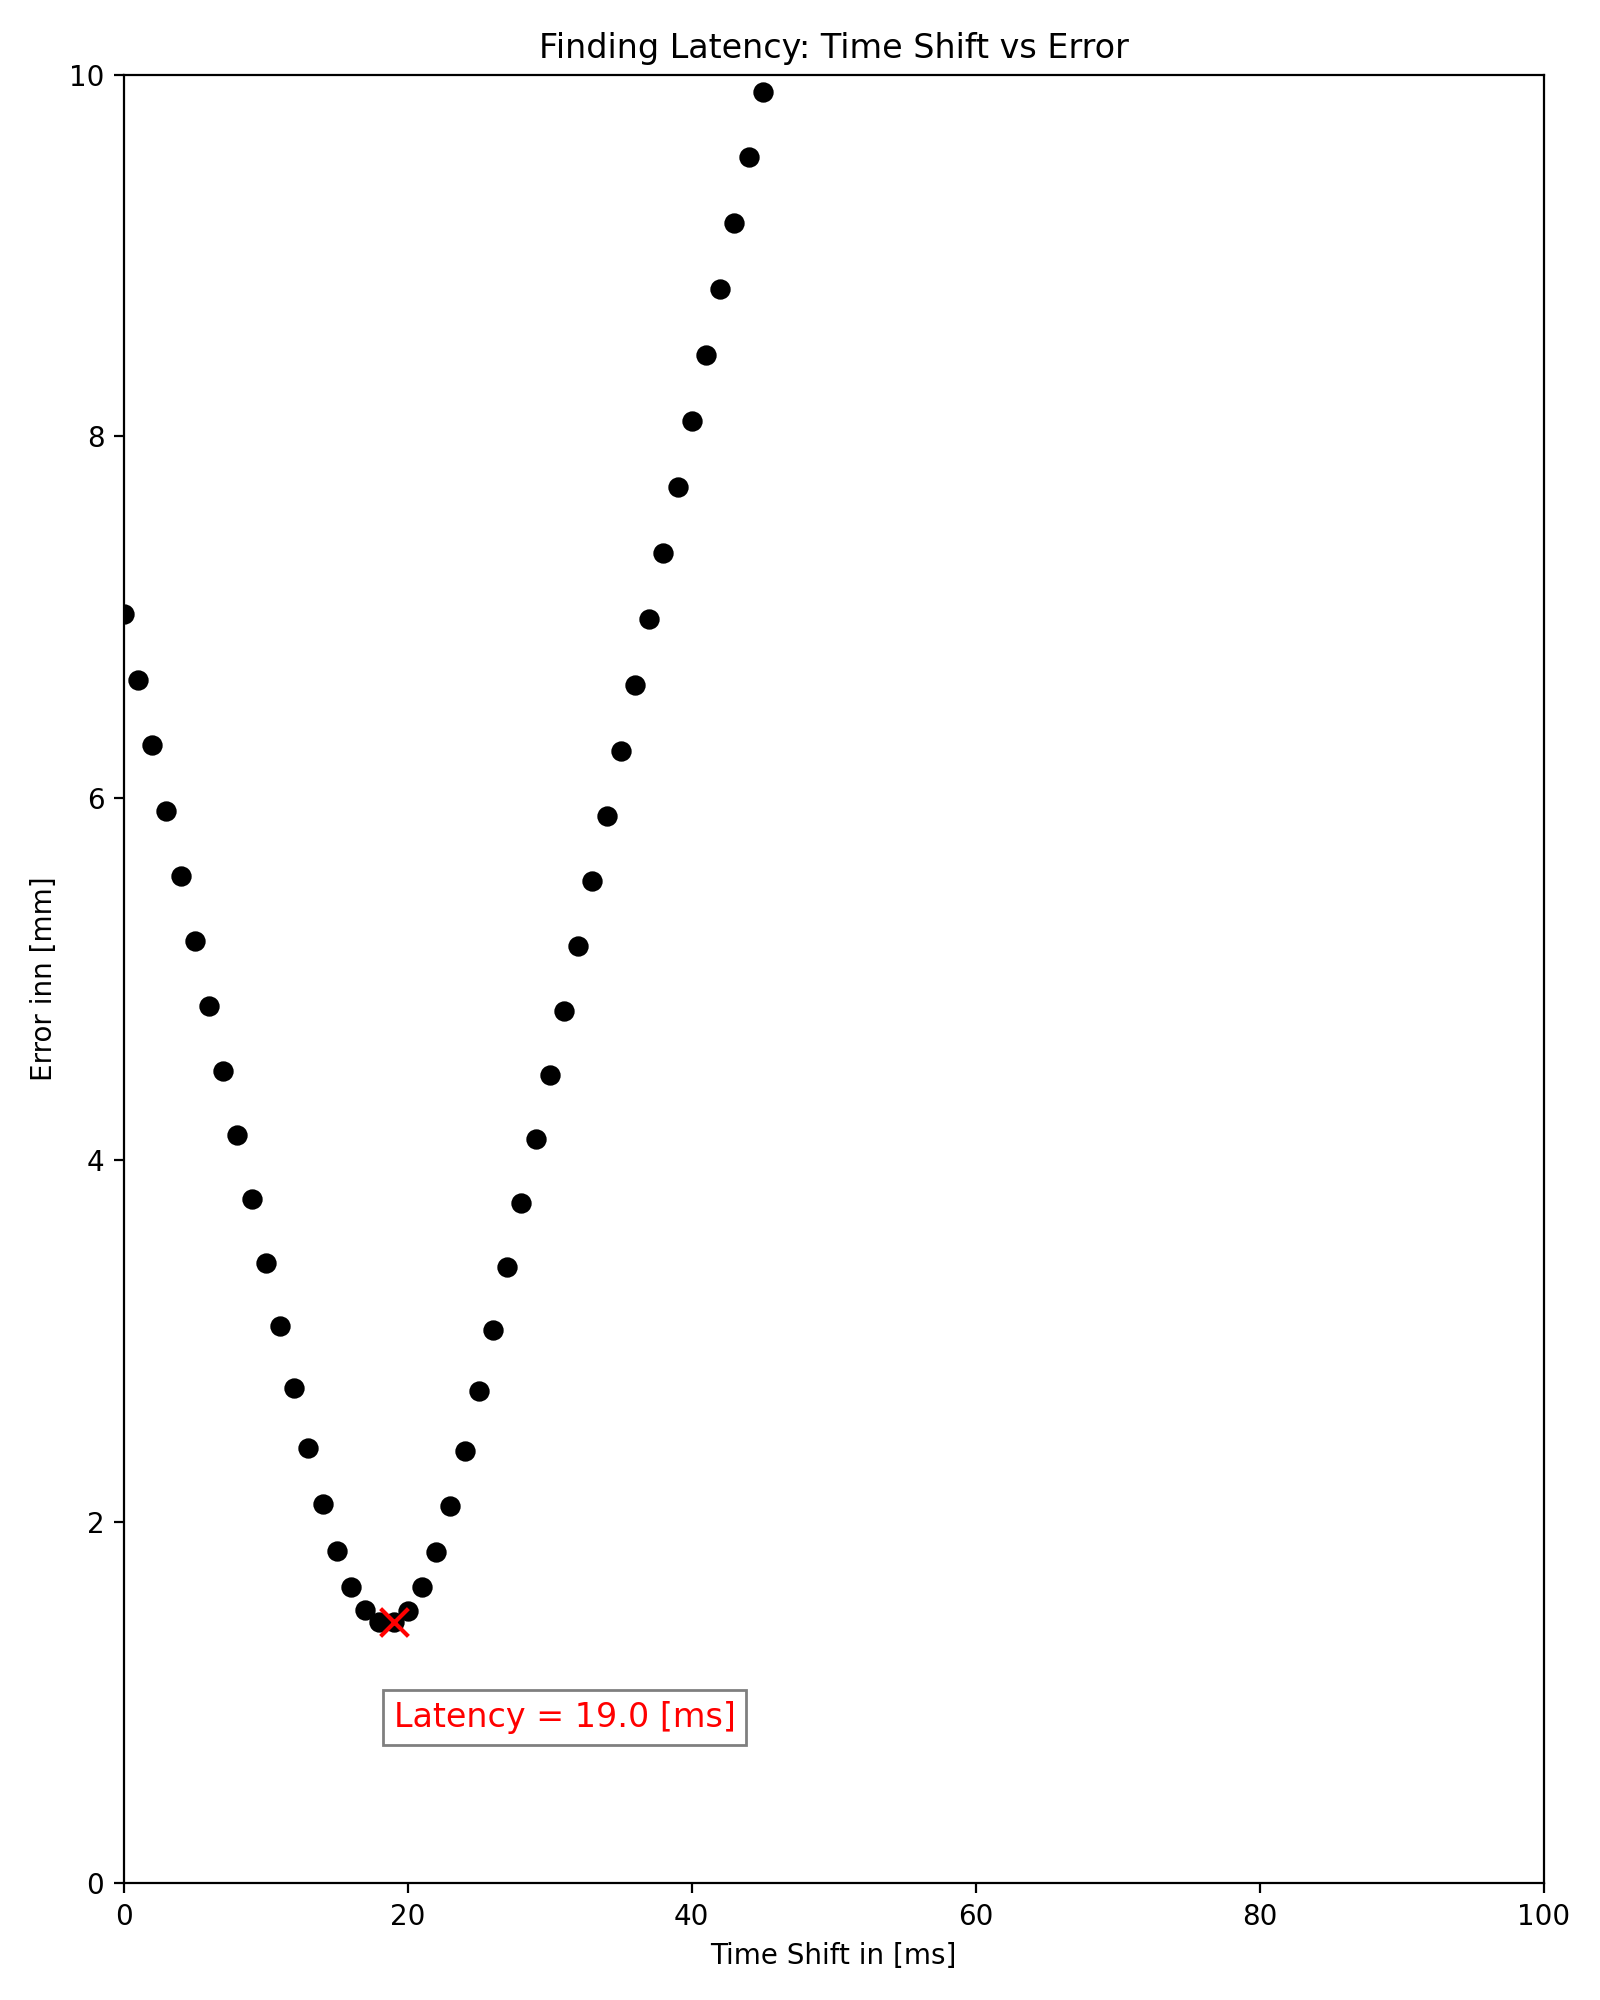 Finding Latency: Time Shift vs Error
10
8
6
4
2
0
Error inn [mm]
Latency = 19.0 [ms]
0 20 40 60 80 100
Time Shift in [ms]